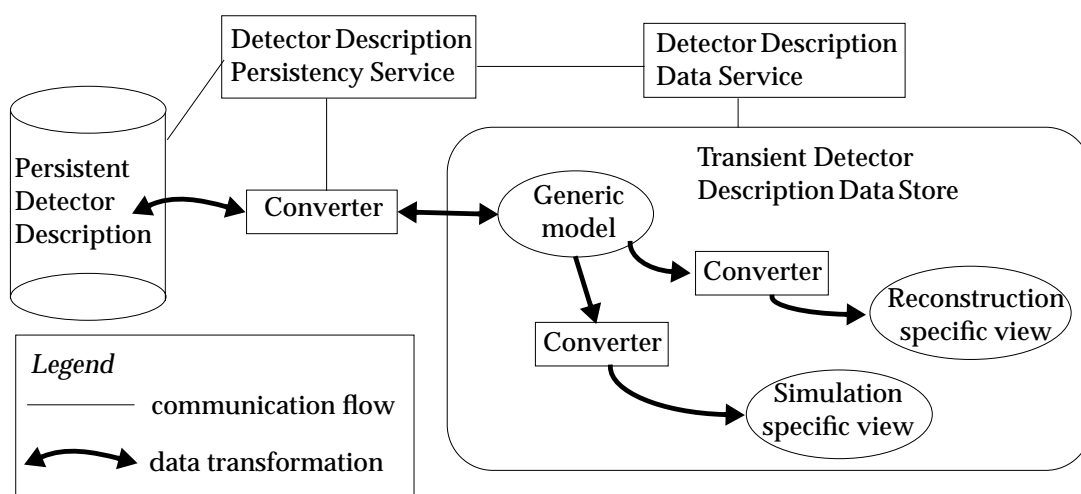 Detector Description
Persistency Service
Detector Description
Data Service
Persistent
Detector
Description
Converter
Generic
model
Transient Detector
Description Data Store
Converter
Reconstruction
specific view
Converter
Simulation
specific view
Legend
communication flow
data transformation